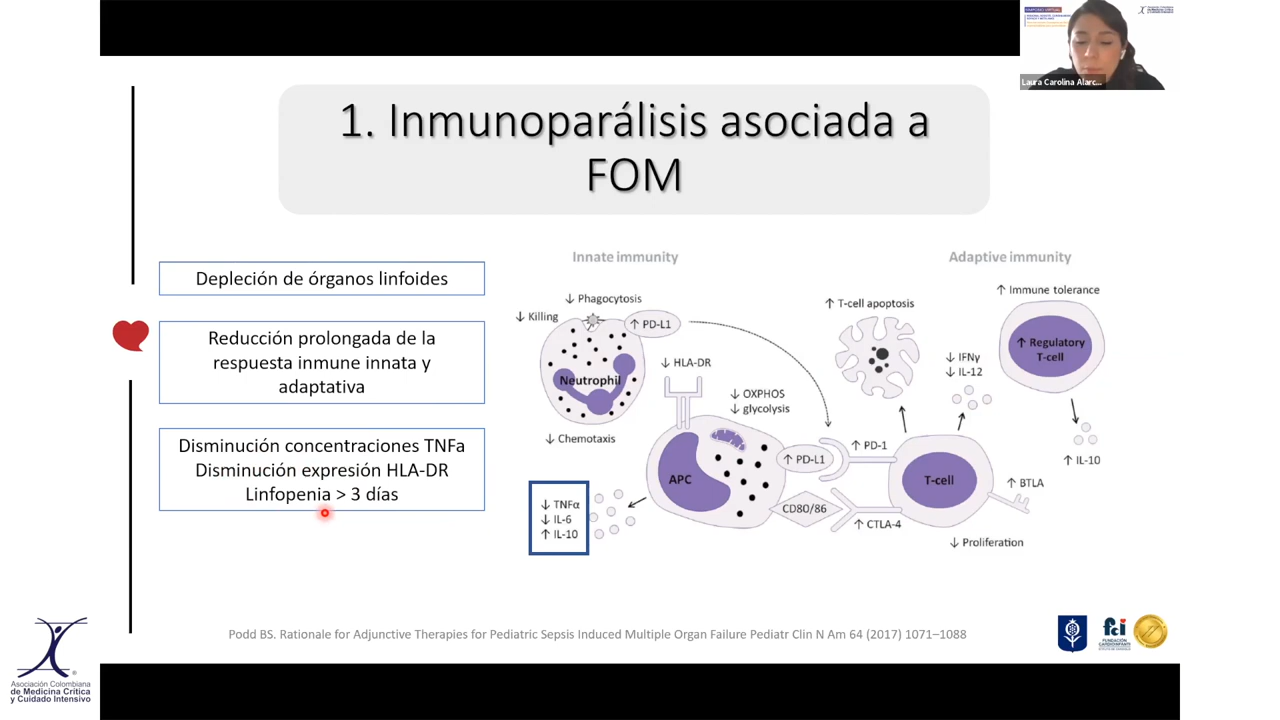 SIMPOSIO VIRTUAL
Laura Carolina Alarc...
1. Inmunoparálisis asociada a
FOM
Depleción de órganos linfoides
Reducción prolongada de la
respuesta inmune innata y
adaptativa
Disminución concentraciones TNFa
Disminución expresión HLA-DR
Linfopenia > 3 días
Innate immunity
Adaptive immunity
↓ Phagocytosis
↓ Killing
↑ PD-L1
Neutrophil
↓ Chemotaxis
↓ HLA-DR
↓ OXPHOS
↓ glycolysis
APC
↑ PD-L1
CD80/86
↓ TNFα
↓ IL-6
↑ IL-10
↑ T-cell apoptosis
↑ PD-1
↑ CTLA-4
T-cell
↑ BTLA
↓ Proliferation
↓ IFNγ
↓ IL-12
↑ Immune tolerance
↑ Regulatory
T-cell
↑ IL-10
Podd BS. Rationale for Adjunctive Therapies for Pediatric Sepsis Induced Multiple Organ Failure Pediatr Clin N Am 64 (2017) 1071–1088
Asociación Colombiana
de Medicina Crítica
y Cuidado Intensivo
fci
FUNDACIÓN
CARDIOINFANTIL